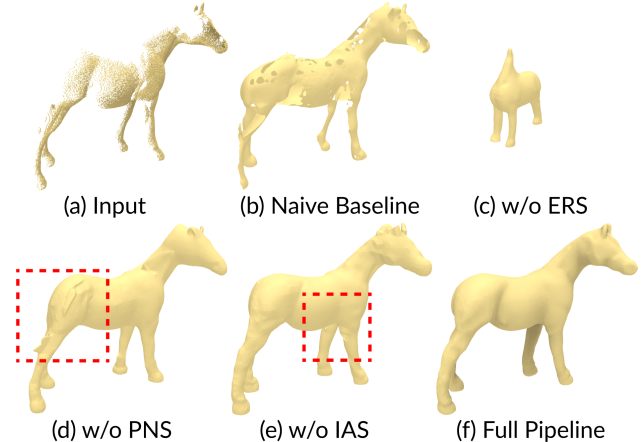 (a) Input
(b) Naive Baseline
(c) w/o ERS
(d) w/o PNS
(e) w/o IAS
(f) Full Pipeline